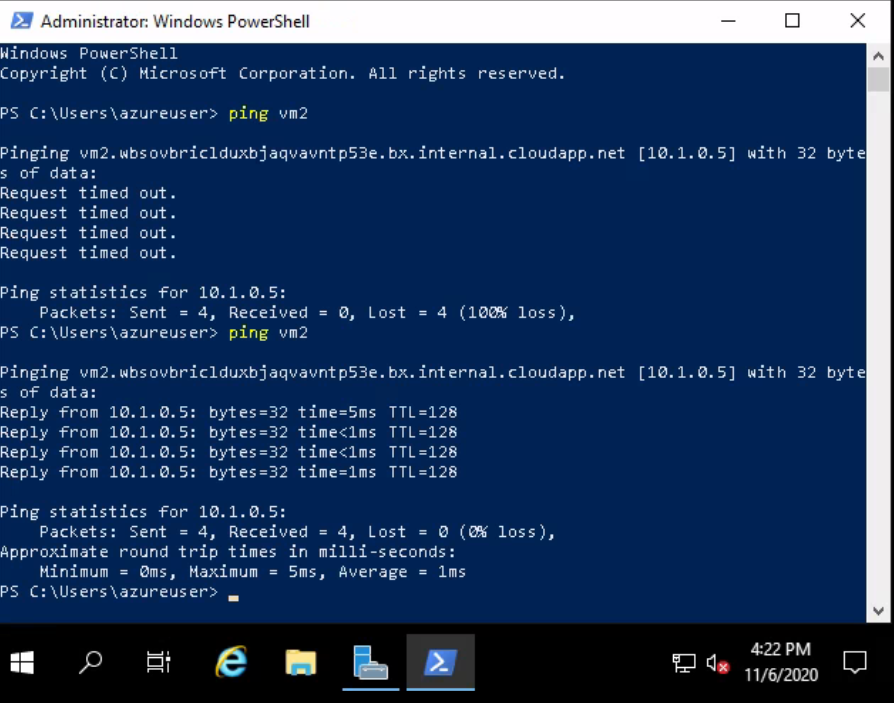 Administrator: Windows PowerShell
Windows PowerShell
Copyright (C) Microsoft Corporation. All rights reserved.
PS C:\Users\azureuser> ping vm2
Pinging vm2.wbsovbriclduxbjaqvavntp53e.bx.internal.cloudapp.net [10.1.0.5] with 32 byte
s of data:
Request timed out.
Request timed out.
Request timed out.
Request timed out.
Ping statistics for 10.1.0.5:
    Packets: Sent = 4, Received = 0, Lost = 4 (100% loss),
PS C:\Users\azureuser> ping vm2
Pinging vm2.wbsovbriclduxbjaqvavntp53e.bx.internal.cloudapp.net [10.1.0.5] with 32 byte
s of data:
Reply from 10.1.0.5: bytes=32 time=5ms TTL=128
Reply from 10.1.0.5: bytes=32 time<1ms TTL=128
Reply from 10.1.0.5: bytes=32 time<1ms TTL=128
Reply from 10.1.0.5: bytes=32 time=1ms TTL=128
Ping statistics for 10.1.0.5:
    Packets: Sent = 4, Received = 4, Lost = 0 (0% loss),
Approximate round trip times in milli-seconds:
    Minimum = 0ms, Maximum = 5ms, Average = 1ms
PS C:\Users\azureuser>
4:22 PM
11/6/2020